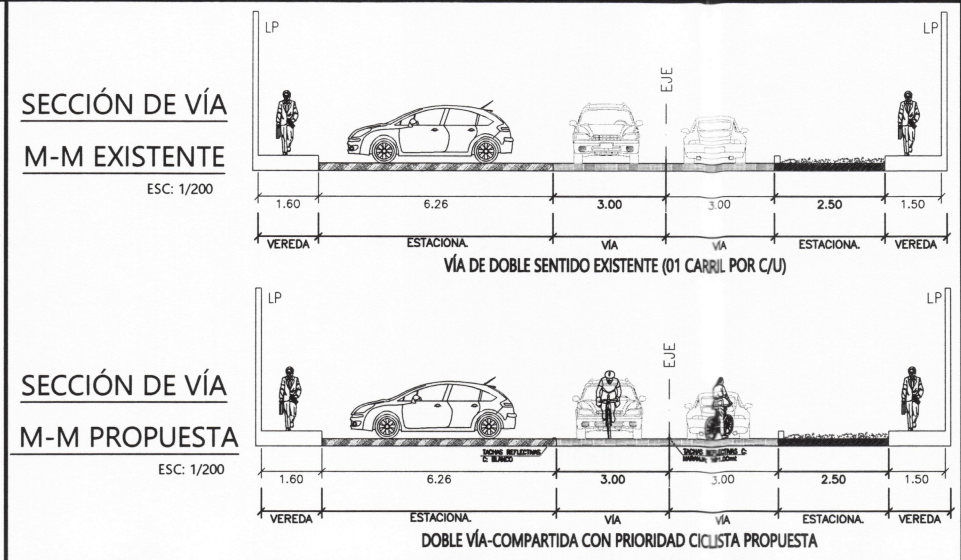 SECCIÓN DE VÍA
M-M EXISTENTE
ESC: 1/200
LP
EJE
LP
1.60
6.26
3.00
3.00
2.50
1.50
VEREDA
ESTACIONA.
VÍA
VÍA
ESTACIONA.
VEREDA
VÍA DE DOBLE SENTIDO EXISTENTE (01 CARRIL POR C/U)
SECCIÓN DE VÍA
M-M PROPUESTA
ESC: 1/200
LP
EJE
LP
TACHAS REFLECTIVAS
C: BLANCO
TACHAS REFLECTIVAS C:
NARANJA
1.60
6.26
3.00
3.00
2.50
1.50
VEREDA
ESTACIONA.
VÍA
VÍA
ESTACIONA.
VEREDA
DOBLE VÍA-COMPARTIDA CON PRIORIDAD CICLISTA PROPUESTA